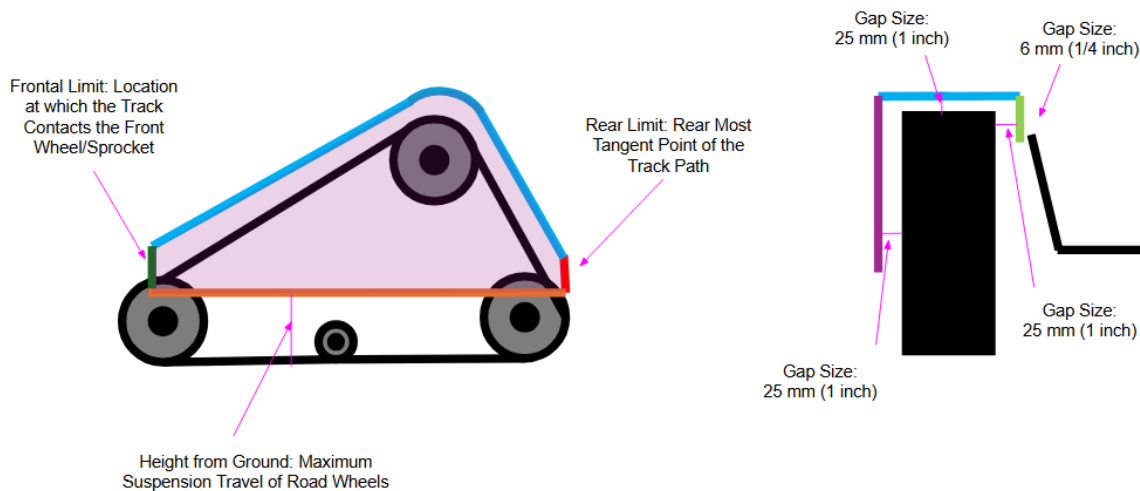 Frontal Limit: Location
at which the Track
Contacts the Front
Wheel/Sprocket
Rear Limit: Rear Most
Tangent Point of the
Track Path
Height from Ground: Maximum
Suspension Travel of Road Wheels
Gap Size:
25 mm (1 inch)
Gap Size:
6 mm (1/4 inch)
Gap Size:
25 mm (1 inch)
Gap Size:
25 mm (1 inch)